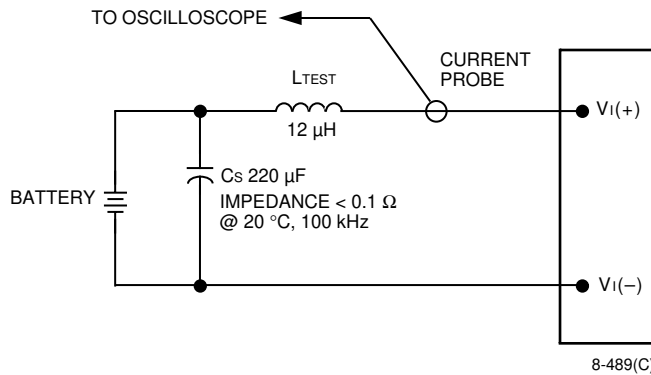 TO OSCILLOSCOPE
CURRENT
PROBE
LTEST
12 µH
VI(+)
CS 220 µF
IMPEDANCE < 0.1 Ω
@ 20 °C, 100 kHz
BATTERY
VI(–)
8-489(C)